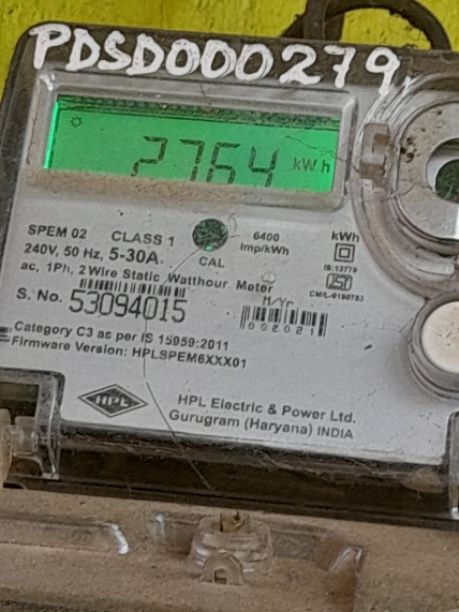 PDSD000279
2764 kWh
SPEM 02 CLASS 1
240V, 50 Hz, 5-30A
CAL
6400
imp/kWh
kWh
ac, 1Ph, 2 Wire Static Watthour Meter
IS:13779
ISI
S. No. 53094015
M/Yr.
002021
Category C3 as per IS 15959:2011
Firmware Version: HPLSPEM6XXX01
HPL
HPL Electric & Power Ltd.
Gurugram (Haryana) INDIA